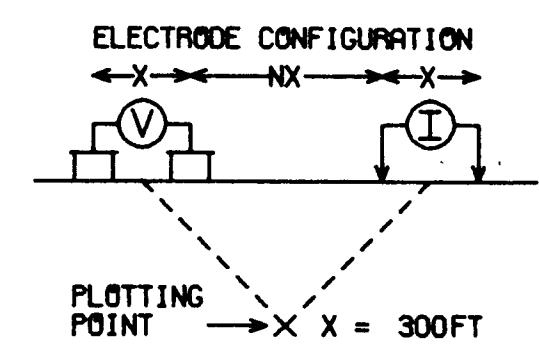 ELECTRODE CONFIGURATION
X NX X
V I
PLOTTING
POINT X X = 300FT